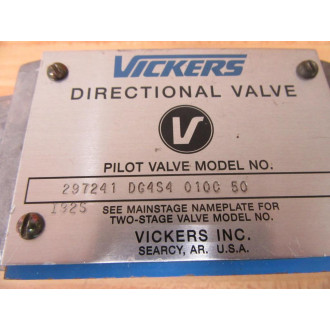 VICKERS
DIRECTIONAL VALVE
V
PILOT VALVE MODEL NO.
297241 DG4S4 010C 50
I92S SEE MAINSTAGE NAMEPLATE FOR
TWO-STAGE VALVE MODEL NO.
VICKERS INC.
SEARCY, AR. U.S.A.